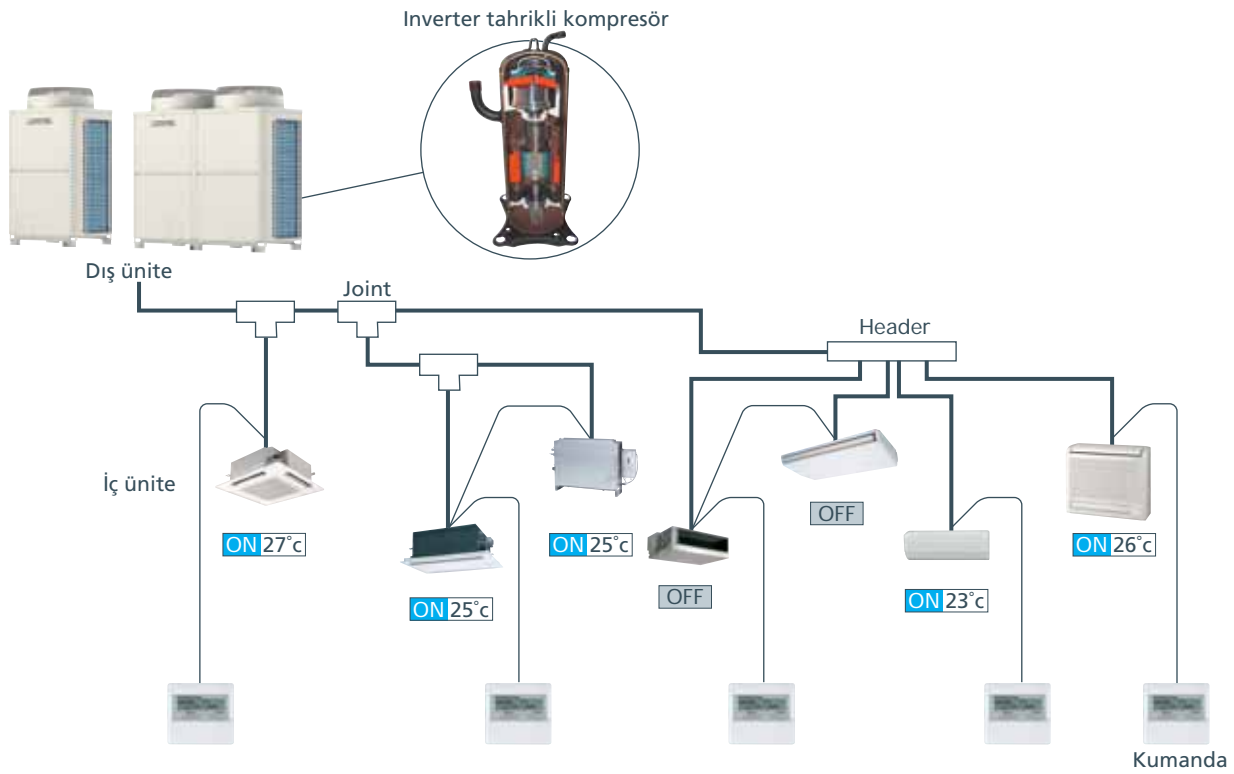 Inverter tahrikli kompresör
Dış ünite
Joint
Header
İç ünite
OFF
ON 27˚c
ON 25˚c
ON 26˚c
OFF
ON 25˚c
ON 23˚c
Kumanda